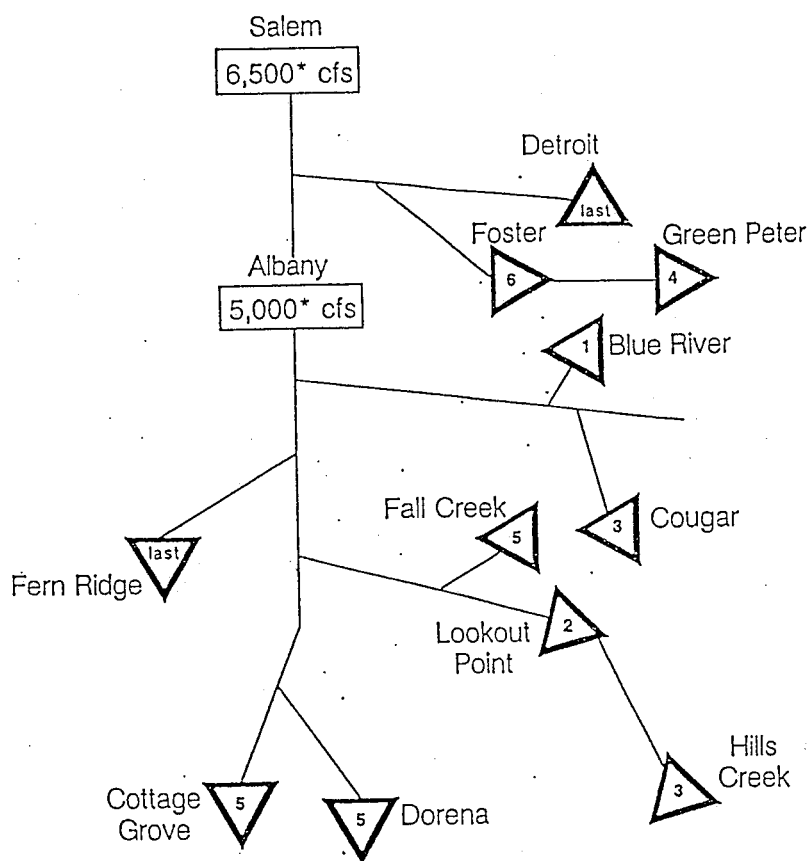 Salem
6,500* cfs
Detroit
last
Foster
Green Peter
6
4
Albany
5,000* cfs
1
Blue River
Fall Creek
5
3
Cougar
last
Fern Ridge
2
Lookout
Point
Hills
Creek
3
Cottage
Grove
5
5
Dorena